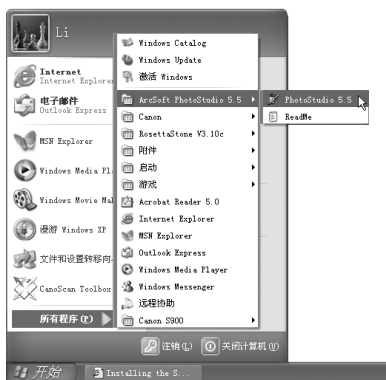 Li
Internet
Internet Explorer
电子邮件
Outlook Express
MSN Explorer
Windows Media Pl
Windows Movie Mak
漫游 Windows XP
文件和设置转移向
CanoScan Toolbox
所有程序(P)
Windows Catalog
Windows Update
激活 Windows
ArcSoft PhotoStudio 5.5
Canon
RosettaStone V3.10c
附件
启动
游戏
Acrobat Reader 5.0
Internet Explorer
MSN Explorer
Outlook Express
Windows Media Player
Windows Messenger
远程协助
Canon S900
PhotoStudio 5.5
ReadMe
注销(L)
关闭计算机(U)
开始
Installing the S...